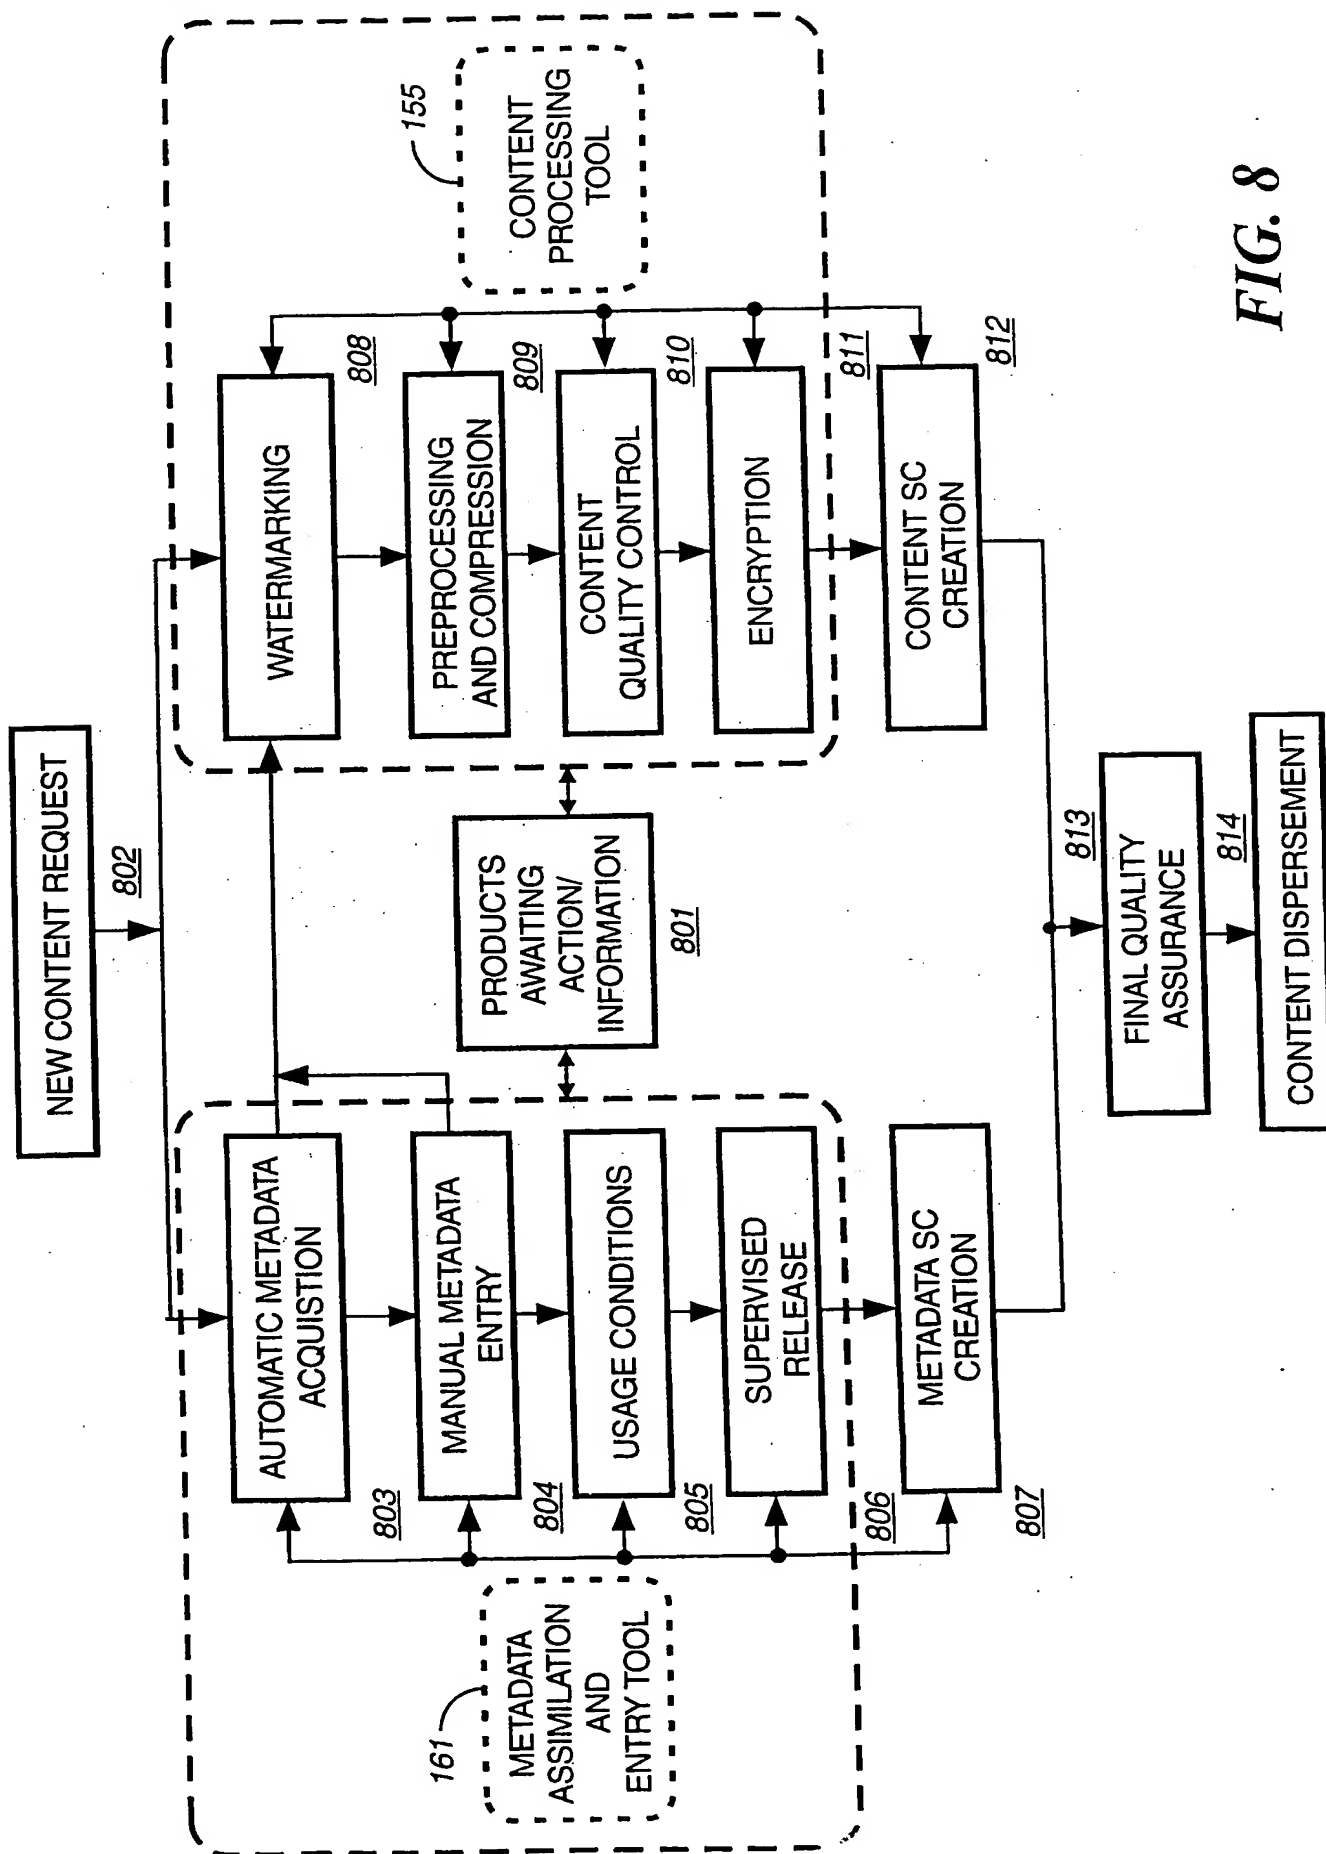 NEW CONTENT REQUEST
802
AUTOMATIC METADATA
ACQUISTION
803
MANUAL METADATA
ENTRY
804
USAGE CONDITIONS
805
SUPERVISED
RELEASE
806
METADATA SC
CREATION
807
161
METADATA
ASSIMILATION
AND
ENTRY TOOL
PRODUCTS
AWAITING
ACTION/
INFORMATION
801
WATERMARKING
808
PREPROCESSING
AND COMPRESSION
809
CONTENT
QUALITY CONTROL
810
ENCRYPTION
811
CONTENT SC
CREATION
812
155
CONTENT
PROCESSING
TOOL
813
FINAL QUALITY
ASSURANCE
814
CONTENT DISPERSEMENT
FIG. 8